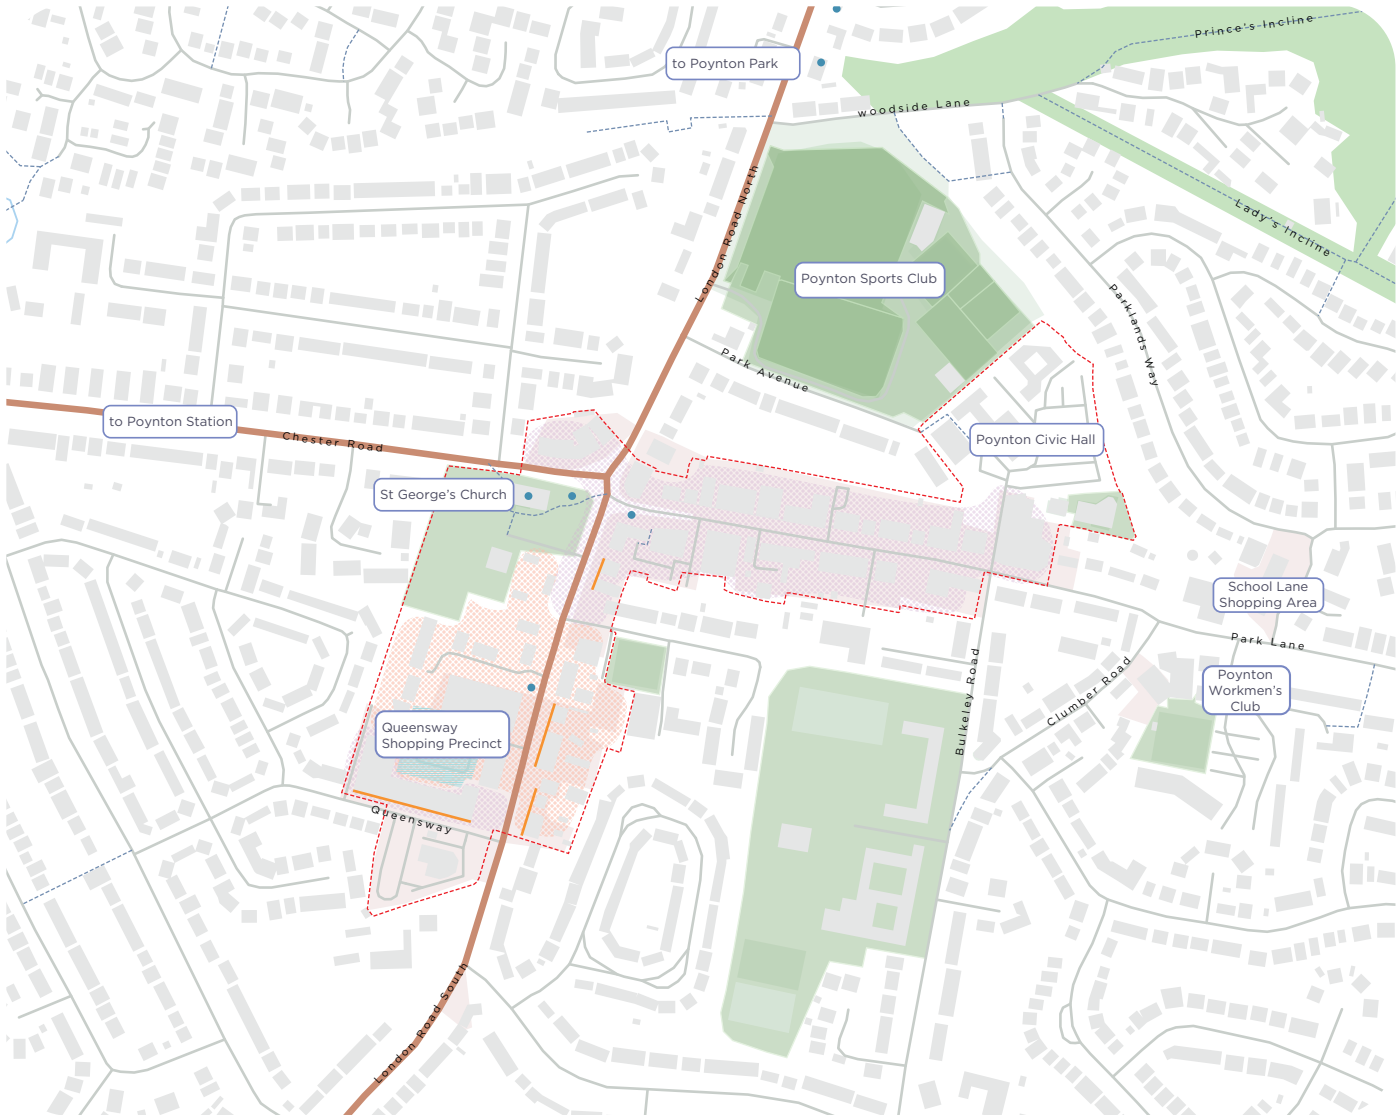 Prince's Incline
to Poynton Park
woodside Lane
London Road North
Lady's Incline
Poynton Sports Club
Parklands Way
Park Avenue
to Poynton Station
Chester Road
Poynton Civic Hall
St George's Church
School Lane
Shopping Area
Park Lane
Bulkeley Road
Clumber Road
Poynton
Workmen's
Club
Queensway
Shopping Precinct
Queensway
London Road South